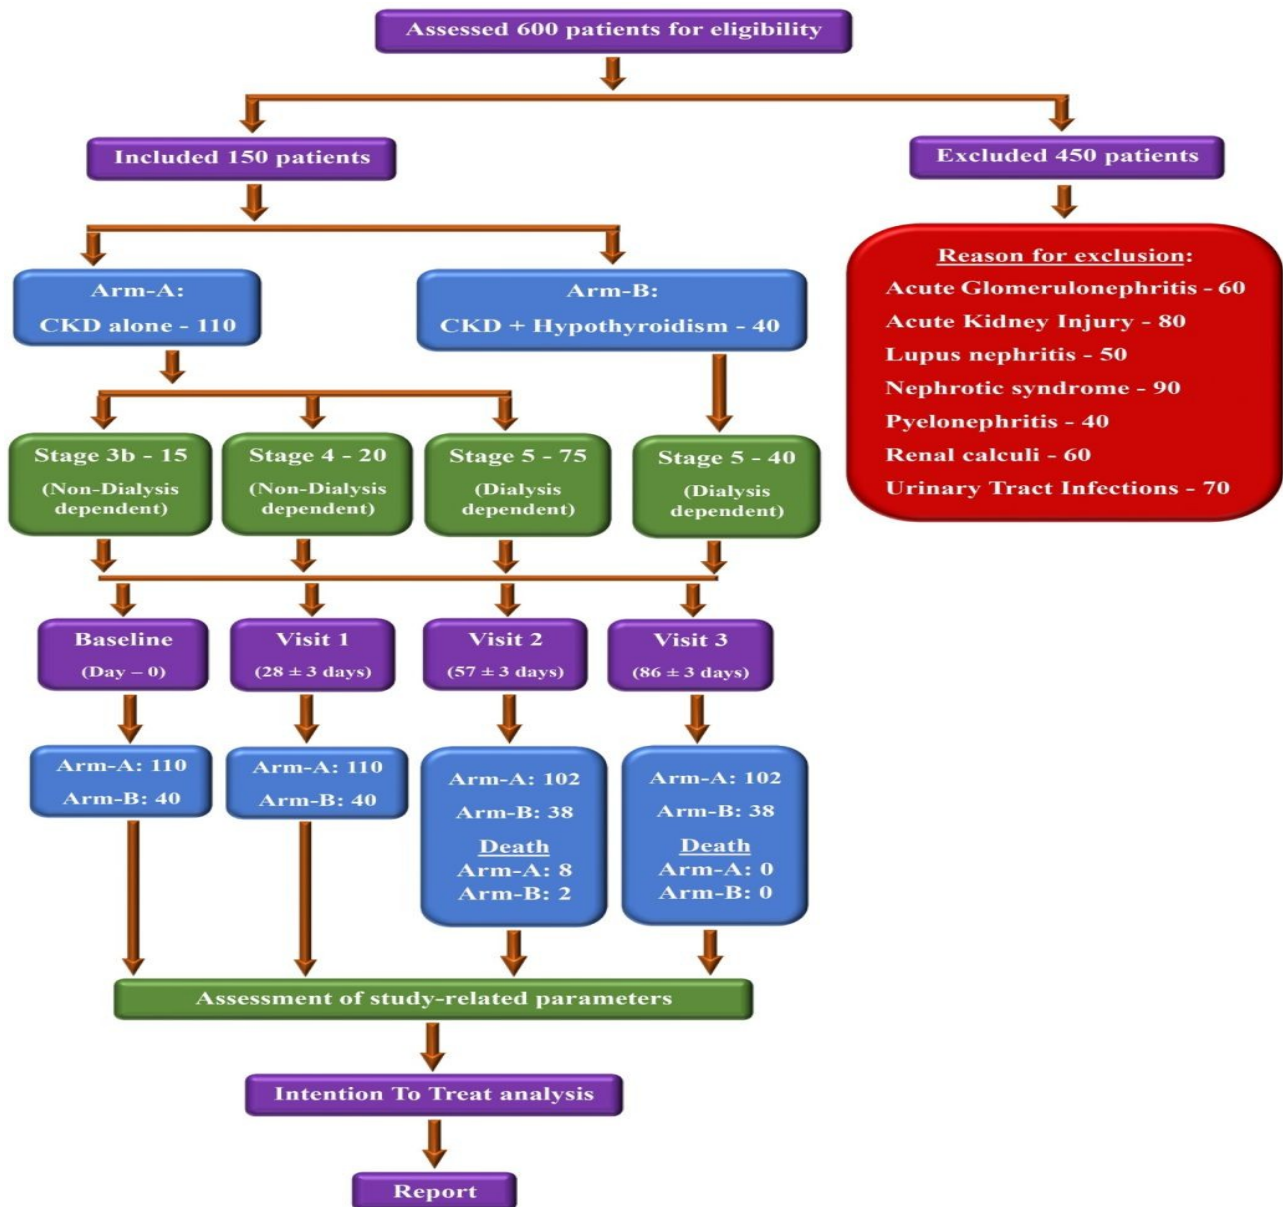 Assessed 600 patients for eligibility
Included 150 patients
Excluded 450 patients
Reason for exclusion:
Acute Glomerulonephritis - 60
Acute Kidney Injury - 80
Lupus nephritis - 50
Nephrotic syndrome - 90
Pyelonephritis - 40
Renal calculi - 60
Urinary Tract Infections - 70
Arm-A:
CKD alone - 110
Arm-B:
CKD + Hypothyroidism - 40
Stage 3b - 15
(Non-Dialysis
dependent)
Stage 4 - 20
(Non-Dialysis
dependent)
Stage 5 - 75
(Dialysis
dependent)
Stage 5 - 40
(Dialysis
dependent)
Baseline
(Day – 0)
Visit 1
(28 ± 3 days)
Visit 2
(57 ± 3 days)
Visit 3
(86 ± 3 days)
Arm-A: 110
Arm-B: 40
Arm-A: 110
Arm-B: 40
Arm-A: 102
Arm-B: 38
Death
Arm-A: 8
Arm-B: 2
Arm-A: 102
Arm-B: 38
Death
Arm-A: 0
Arm-B: 0
Assessment of study-related parameters
Intention To Treat analysis
Report